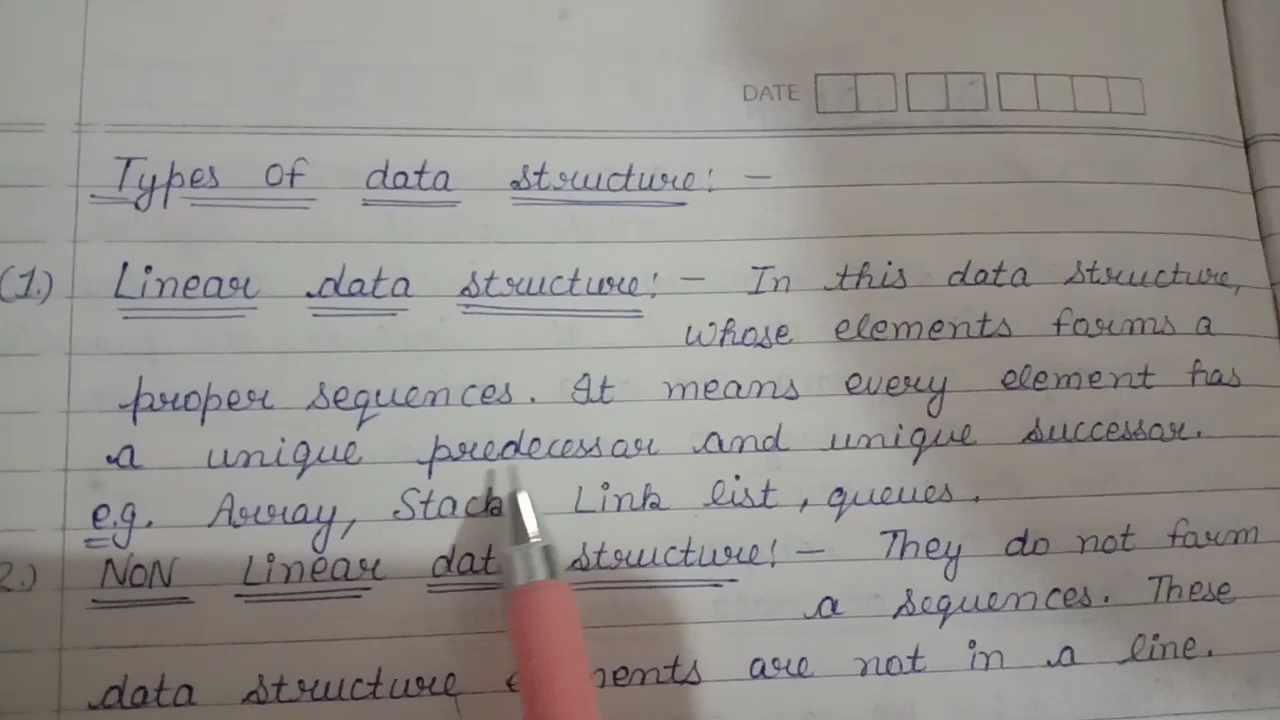 DATE
Types of data structure: -
(1.) Linear data structure: - In this data structure,
whose elements forms a
proper sequences. It means every element has
a unique predecessor and unique successor.
e.g. Array, Stack Link list, queues.
2.) NON Linear dat structure: - They do not form
a sequences. These
data structure are not in a line.